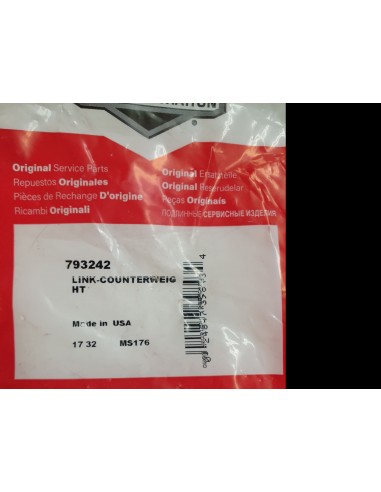 Original Service Parts
Repuestos Originales
Pièces de Rechange D'origine
Ricambi Originali
Original Ersatzteile
Original Reservdelar
Peças Originais
ПОДЛИННЫЕ СЕРВИСНЫЕ ИЗДЕЛИЯ
793242
LINK-COUNTERWEIG
HT
Made in USA
17 32 MS176